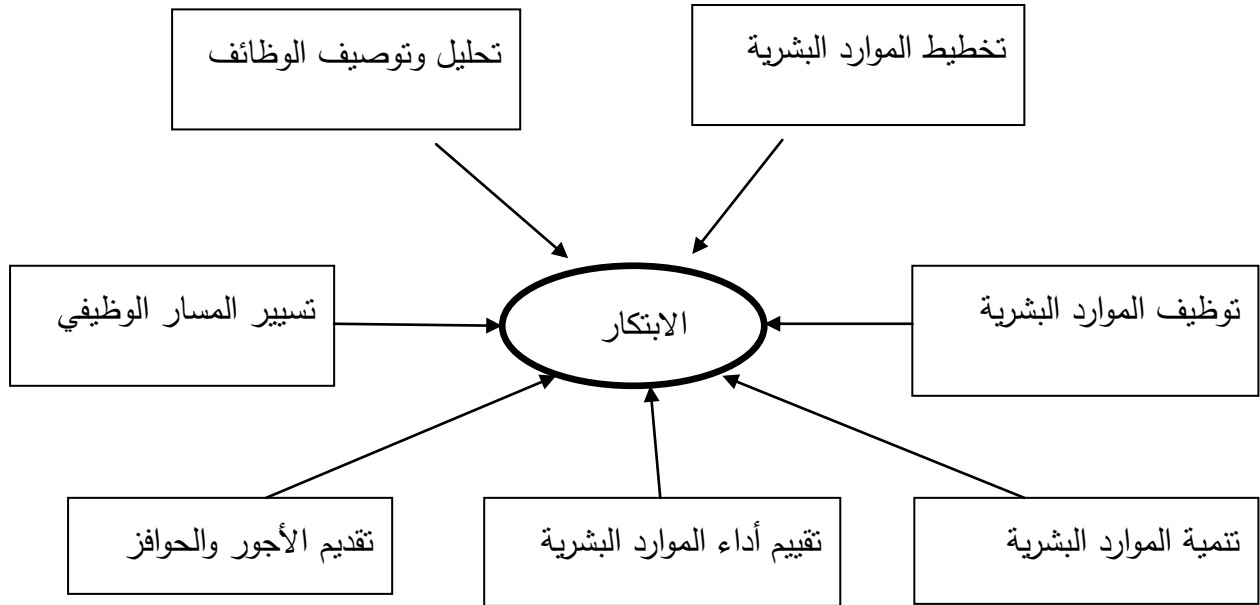 تخطيط الموارد البشرية
تحليل وتوصيف الوظائف
توظيف الموارد البشرية
الابتكار
تسيير المسار الوظيفي
تنمية الموارد البشرية
تقييم أداء الموارد البشرية
تقديم الأجور والحوافز